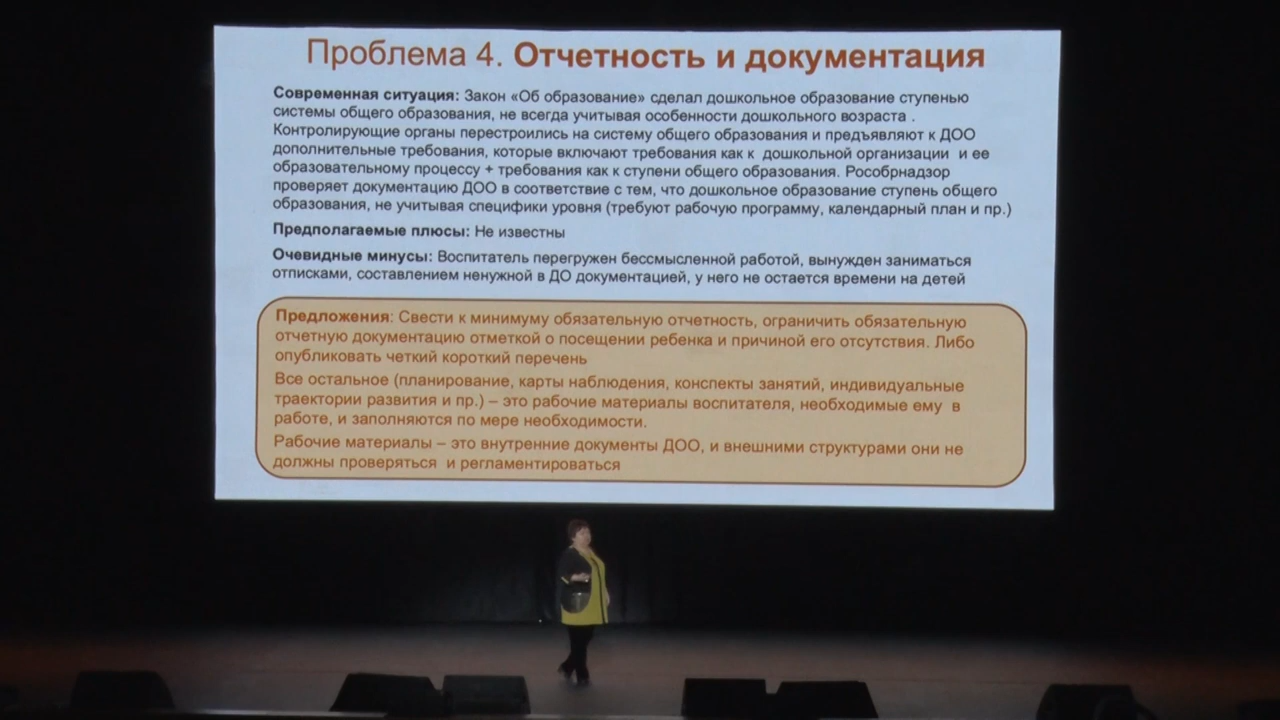 Проблема 4. Отчетность и документация
Современная ситуация: Закон «Об образование» сделал дошкольное образование ступенью
системы общего образования, не всегда учитывая особенности дошкольного возраста .
Контролирующие органы перестроились на систему общего образования и предъявляют к ДОО
дополнительные требования, которые включают требования как к дошкольной организации и ее
образовательному процессу + требования как к ступени общего образования. Рособрнадзор
проверяет документацию ДОО в соответствие с тем, что дошкольное образование ступень общего
образования, не учитывая специфики уровня (требуют рабочую программу, календарный план и пр.)
Предполагаемые плюсы: Не известны
Очевидные минусы: Воспитатель перегружен бессмысленной работой, вынужден заниматься
отписками, составлением ненужной в ДО документацией, у него не остается времени на детей
Предложения: Свести к минимуму обязательную отчетность, ограничить обязательную
отчетную документацию отметкой о посещении ребенка и причиной его отсутствия. Либо
опубликовать четкий короткий перечень
Все остальное (планирование, карты наблюдения, конспекты занятий, индивидуальные
траектории развития и пр.) – это рабочие материалы воспитателя, необходимые ему в
работе, и заполняются по мере необходимости.
Рабочие материалы – это внутренние документы ДОО, и внешними структурами они не
должны проверяться и регламентироваться